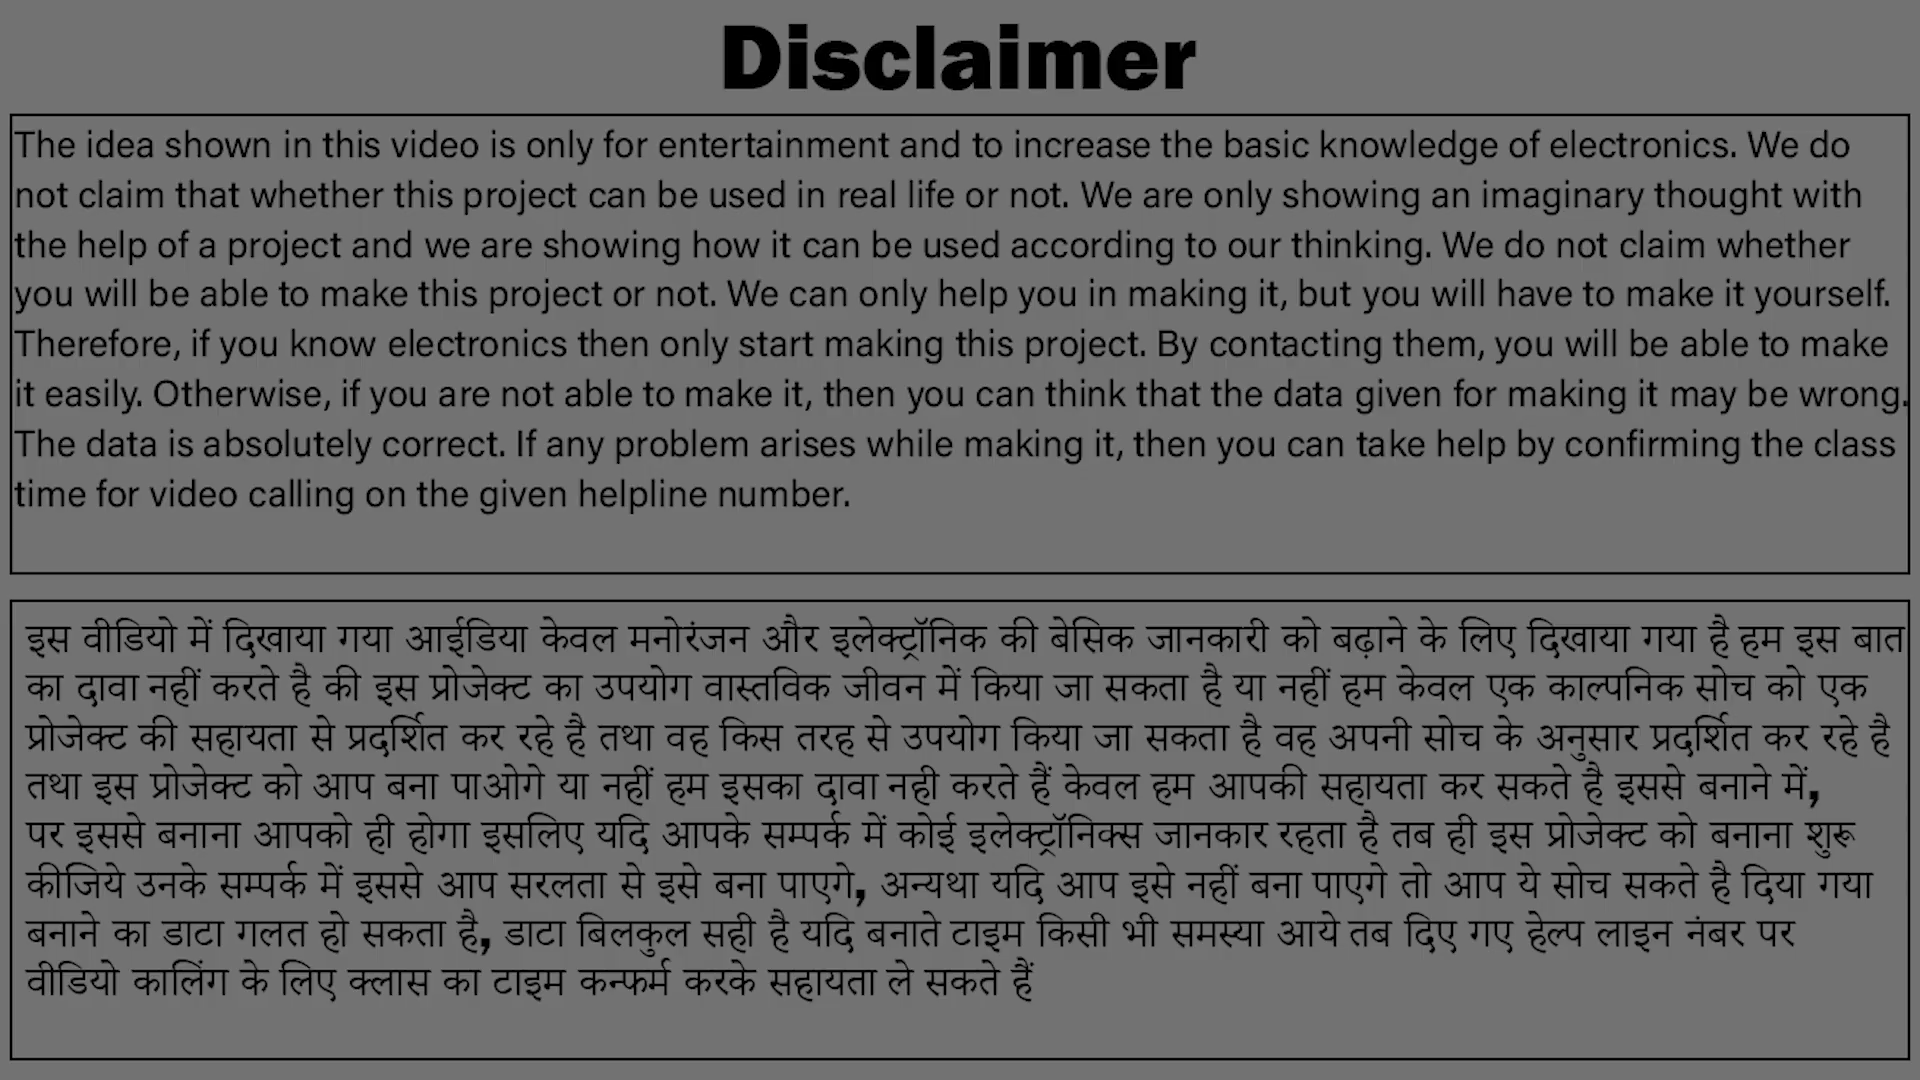 Disclaimer
The idea shown in this video is only for entertainment and to increase the basic knowledge of electronics. We do
not claim that whether this project can be used in real life or not. We are only showing an imaginary thought with
the help of a project and we are showing how it can be used according to our thinking. We do not claim whether
you will be able to make this project or not. We can only help you in making it, but you will have to make it yourself.
Therefore, if you know electronics then only start making this project. By contacting them, you will be able to make
it easily. Otherwise, if you are not able to make it, then you can think that the data given for making it may be wrong.
The data is absolutely correct. If any problem arises while making it, then you can take help by confirming the class
time for video calling on the given helpline number.
इस वीडियो में दिखाया गया आईडिया केवल मनोरंजन और इलेक्ट्रॉनिक की बेसिक जानकारी को बढ़ाने के लिए दिखाया गया है हम इस बात
का दावा नहीं करते है की इस प्रोजेक्ट का उपयोग वास्तविक जीवन में किया जा सकता है या नहीं हम केवल एक काल्पनिक सोच को एक
प्रोजेक्ट की सहायता से प्रदर्शित कर रहे है तथा वह किस तरह से उपयोग किया जा सकता है वह अपनी सोच के अनुसार प्रदर्शित कर रहे है
तथा इस प्रोजेक्ट को आप बना पाओगे या नहीं हम इसका दावा नही करते हैं केवल हम आपकी सहायता कर सकते है इससे बनाने में,
पर इससे बनाना आपको ही होगा इसलिए यदि आपके सम्पर्क में कोई इलेक्ट्रॉनिक्स जानकार रहता है तब ही इस प्रोजेक्ट को बनाना शुरू
कीजिये उनके सम्पर्क में इससे आप सरलता से इसे बना पाएगे, अन्यथा यदि आप इसे नहीं बना पाएगे तो आप ये सोच सकते है दिया गया
बनाने का डाटा गलत हो सकता है, डाटा बिलकुल सही है यदि बनाते टाइम किसी भी समस्या आये तब दिए गए हेल्प लाइन नंबर पर
वीडियो कालिंग के लिए क्लास का टाइम कन्फर्म करके सहायता ले सकते हैं